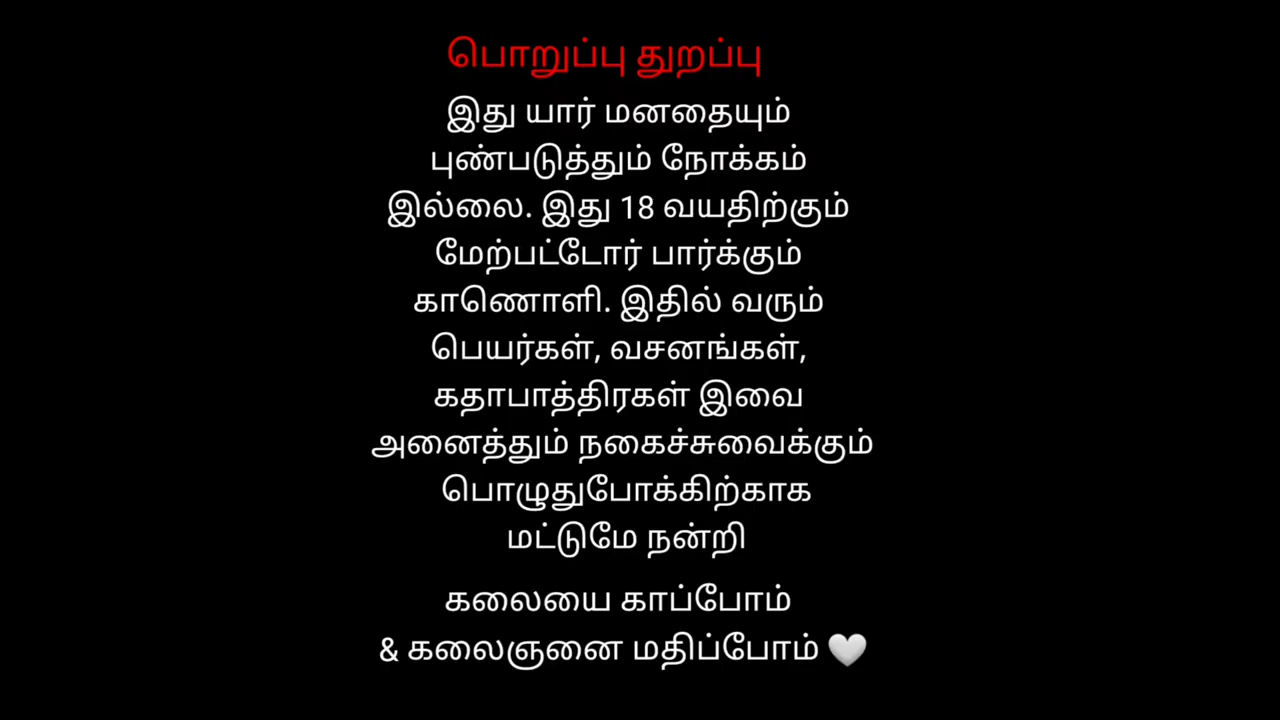 பொறுப்பு துறப்பு
இது யார் மனதையும்
புண்படுத்தும் நோக்கம்
இல்லை. இது 18 வயதிற்கும்
மேற்பட்டோர் பார்க்கும்
காணொளி. இதில் வரும்
பெயர்கள், வசனங்கள்,
கதாபாத்திரகள் இவை
அனைத்தும் நகைச்சுவைக்கும்
பொழுதுபோக்கிற்காக
மட்டுமே நன்றி
கலையை காப்போம்
& கலைஞனை மதிப்போம் 🤍